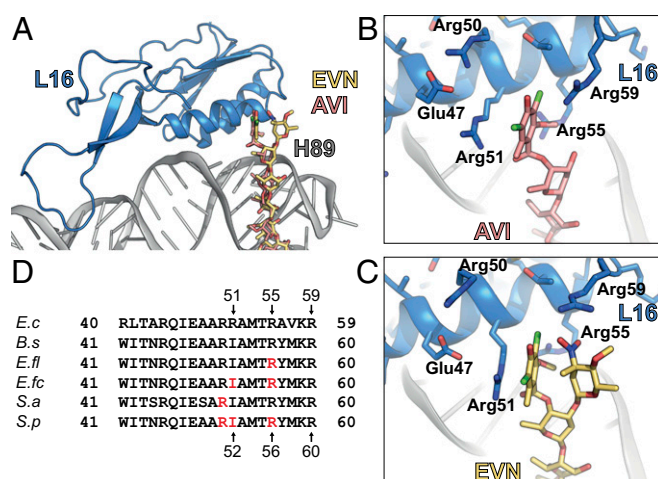 A
L16
EVN
AVI
H89
B
Arg50
L16
Glu47
Arg59
Arg51
Arg55
AVI
C
Arg50
Arg59
L16
Glu47
Arg55
Arg51
EVN
D
51 55 59
E.c 40 RLTARQIEAARRAMTRAVKR 59
B.s 41 WITNRQIEAARIAMTRYMKR 60
E.fl 41 WITNRQIEAARIAMTRYMKR 60
E.fc 41 WITNRQIEAARIAMTRYMKR 60
S.a 41 WITSRQIESARIAMTRYMKR 60
S.p 41 WITNRQIEAARIAMTRYMKR 60
52 56 60